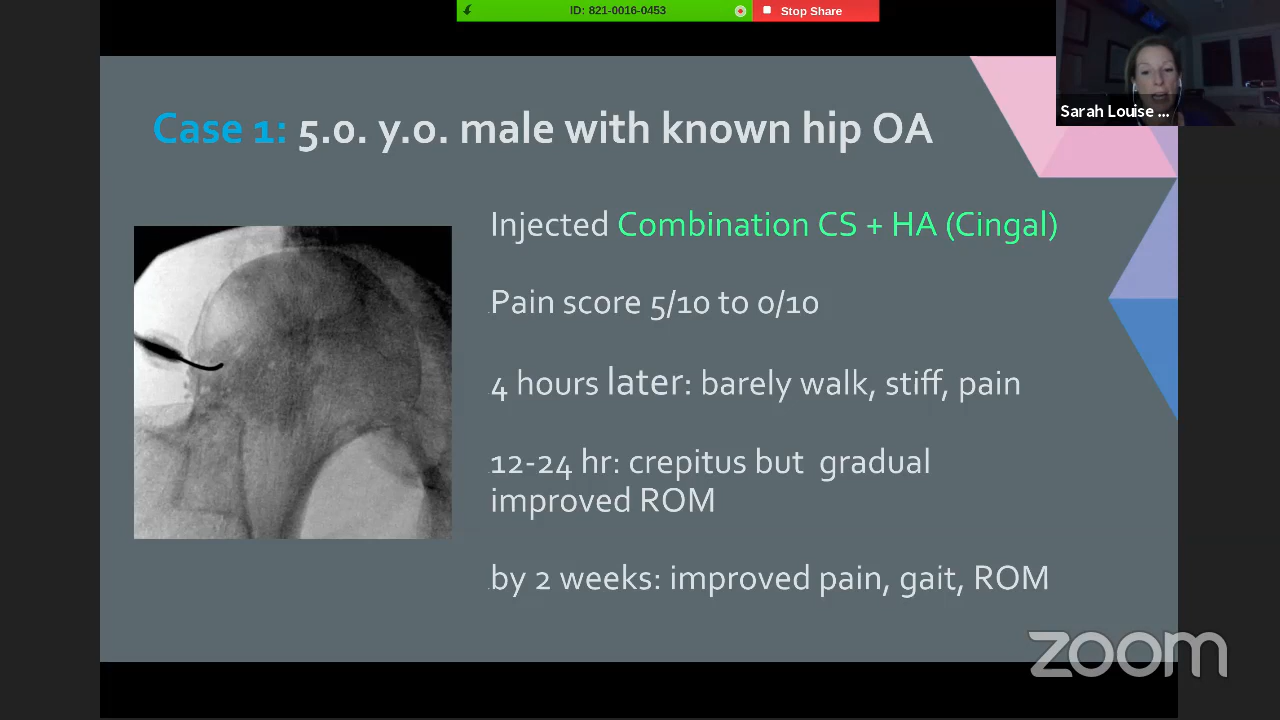 ID: 821-0016-0453
Stop Share
Sarah Louise ...
Case 1: 5.0. y.o. male with known hip OA
Injected Combination CS + HA (Cingal)
Pain score 5/10 to 0/10
4 hours later: barely walk, stiff, pain
12-24 hr: crepitus but gradual
improved ROM
by 2 weeks: improved pain, gait, ROM
zoom